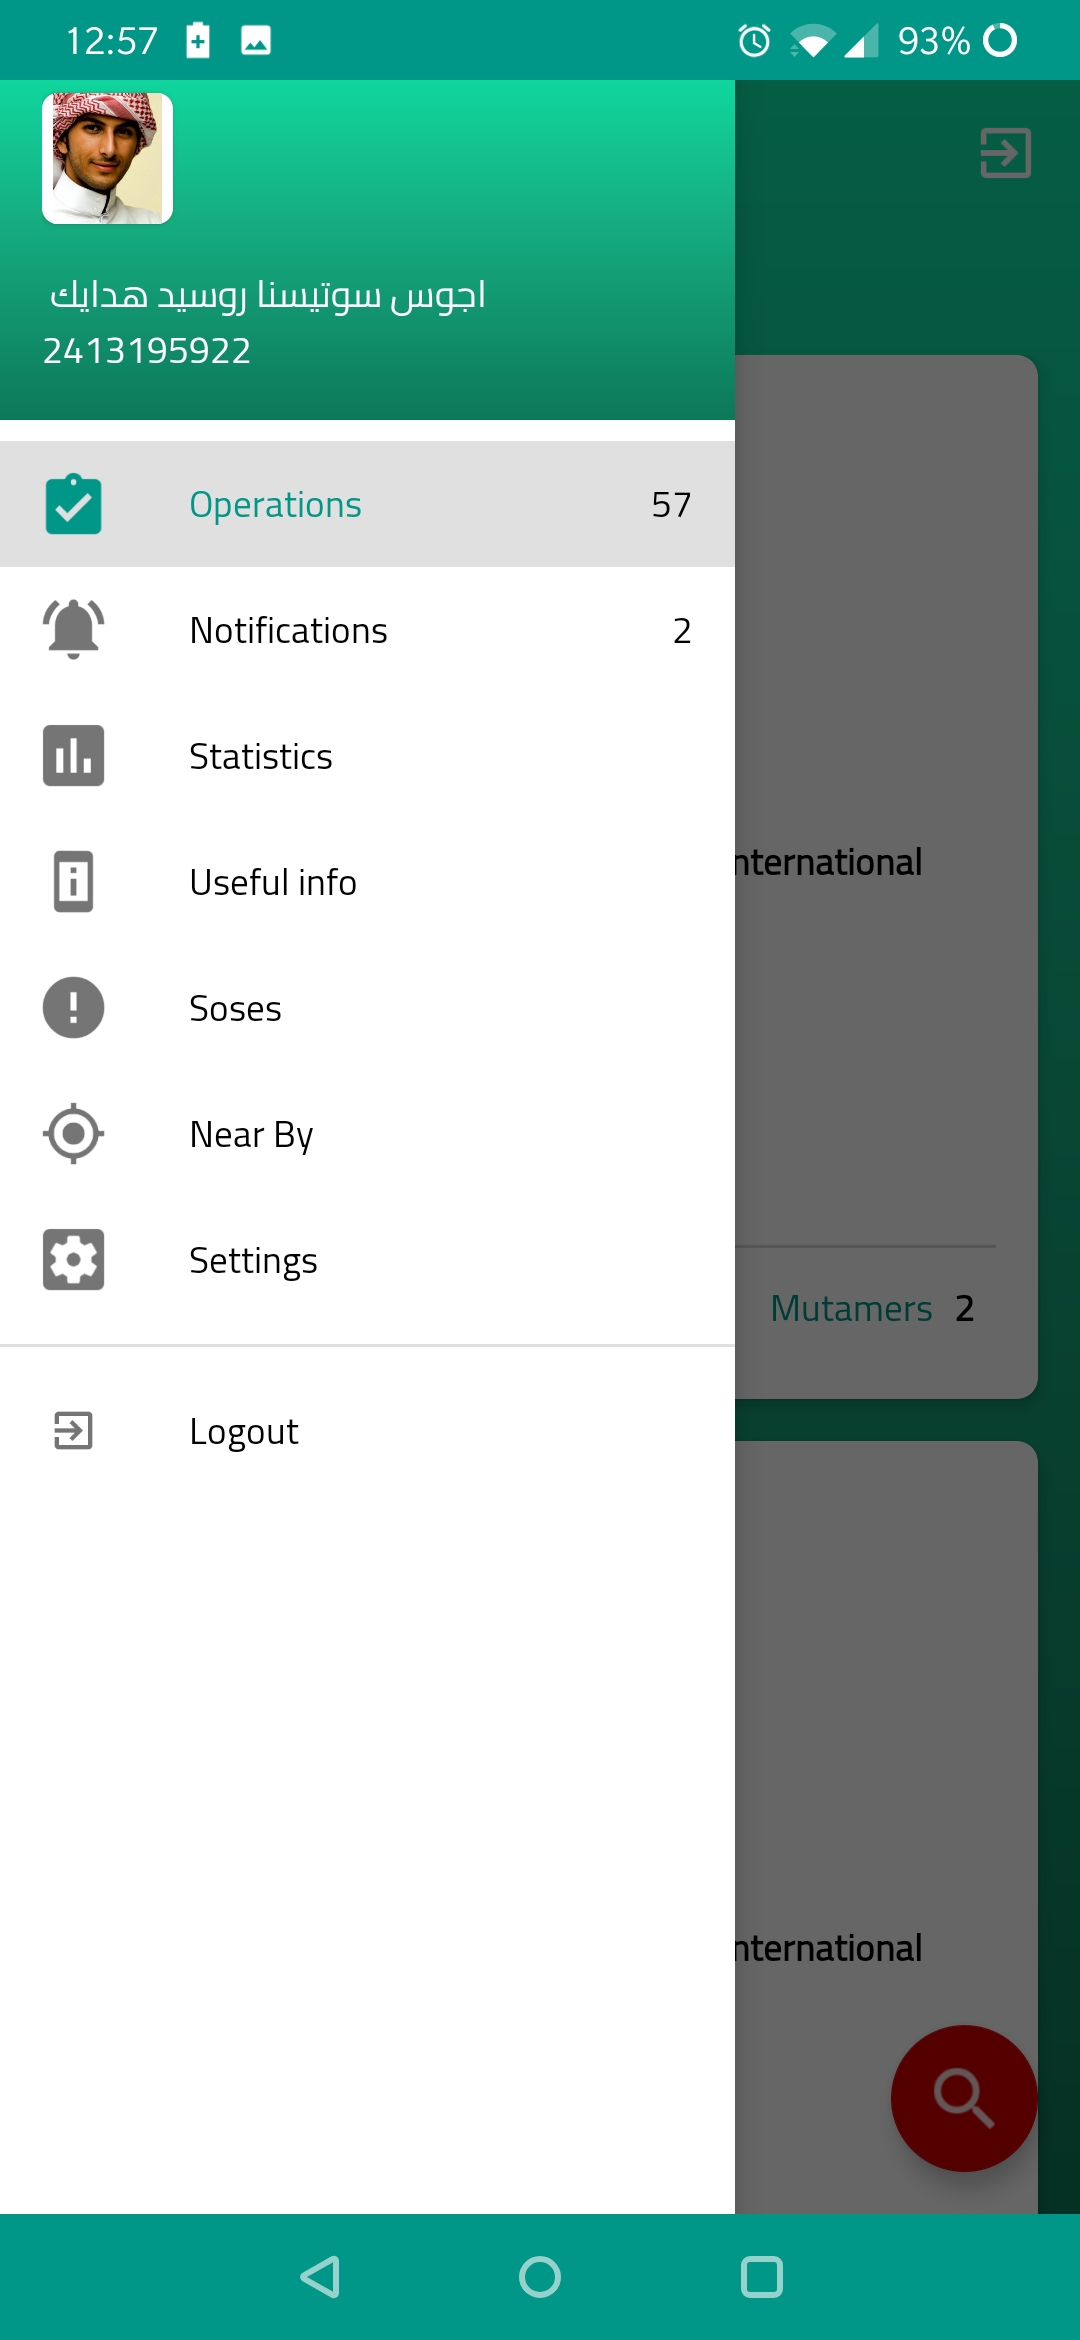 12:57
93%
اجوس سوتيسنا روسيد هدايك
2413195922
Operations 57
Notifications 2
Statistics
Useful info
nternational
Soses
Near By
Settings
Mutamers 2
Logout
nternational